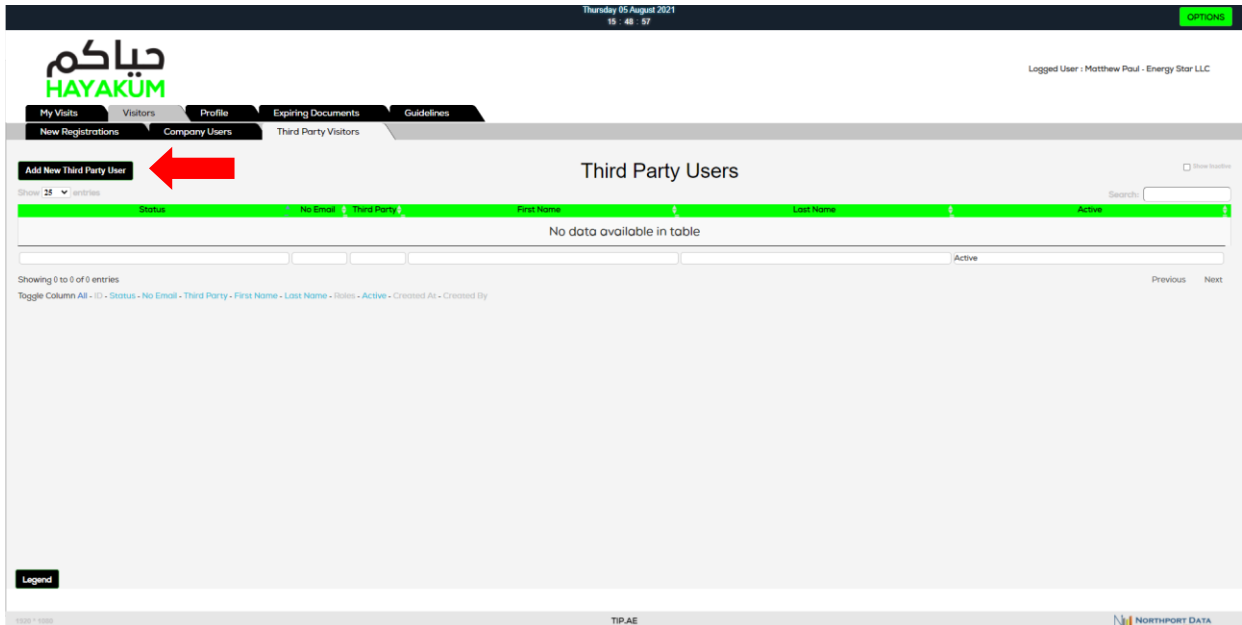 Thursday 05 August 2021
15 : 48 : 57
OPTIONS
حياكم
HAYAKUM
Logged User : Matthew Paul - Energy Star LLC
My Visits Visitors Profile Expiring Documents Guidelines
New Registrations Company Users Third Party Visitors
Add New Third Party User
Third Party Users
Show Inactive
Show 25 entries
Search:
Status No Email Third Party First Name Last Name Active
No data available in table
Active
Showing 0 to 0 of 0 entries
Previous Next
Toggle Column All - ID - Status - No Email - Third Party - First Name - Last Name - Roles - Active - Created At - Created By
Legend
TIP.AE
NORTHPORT DATA